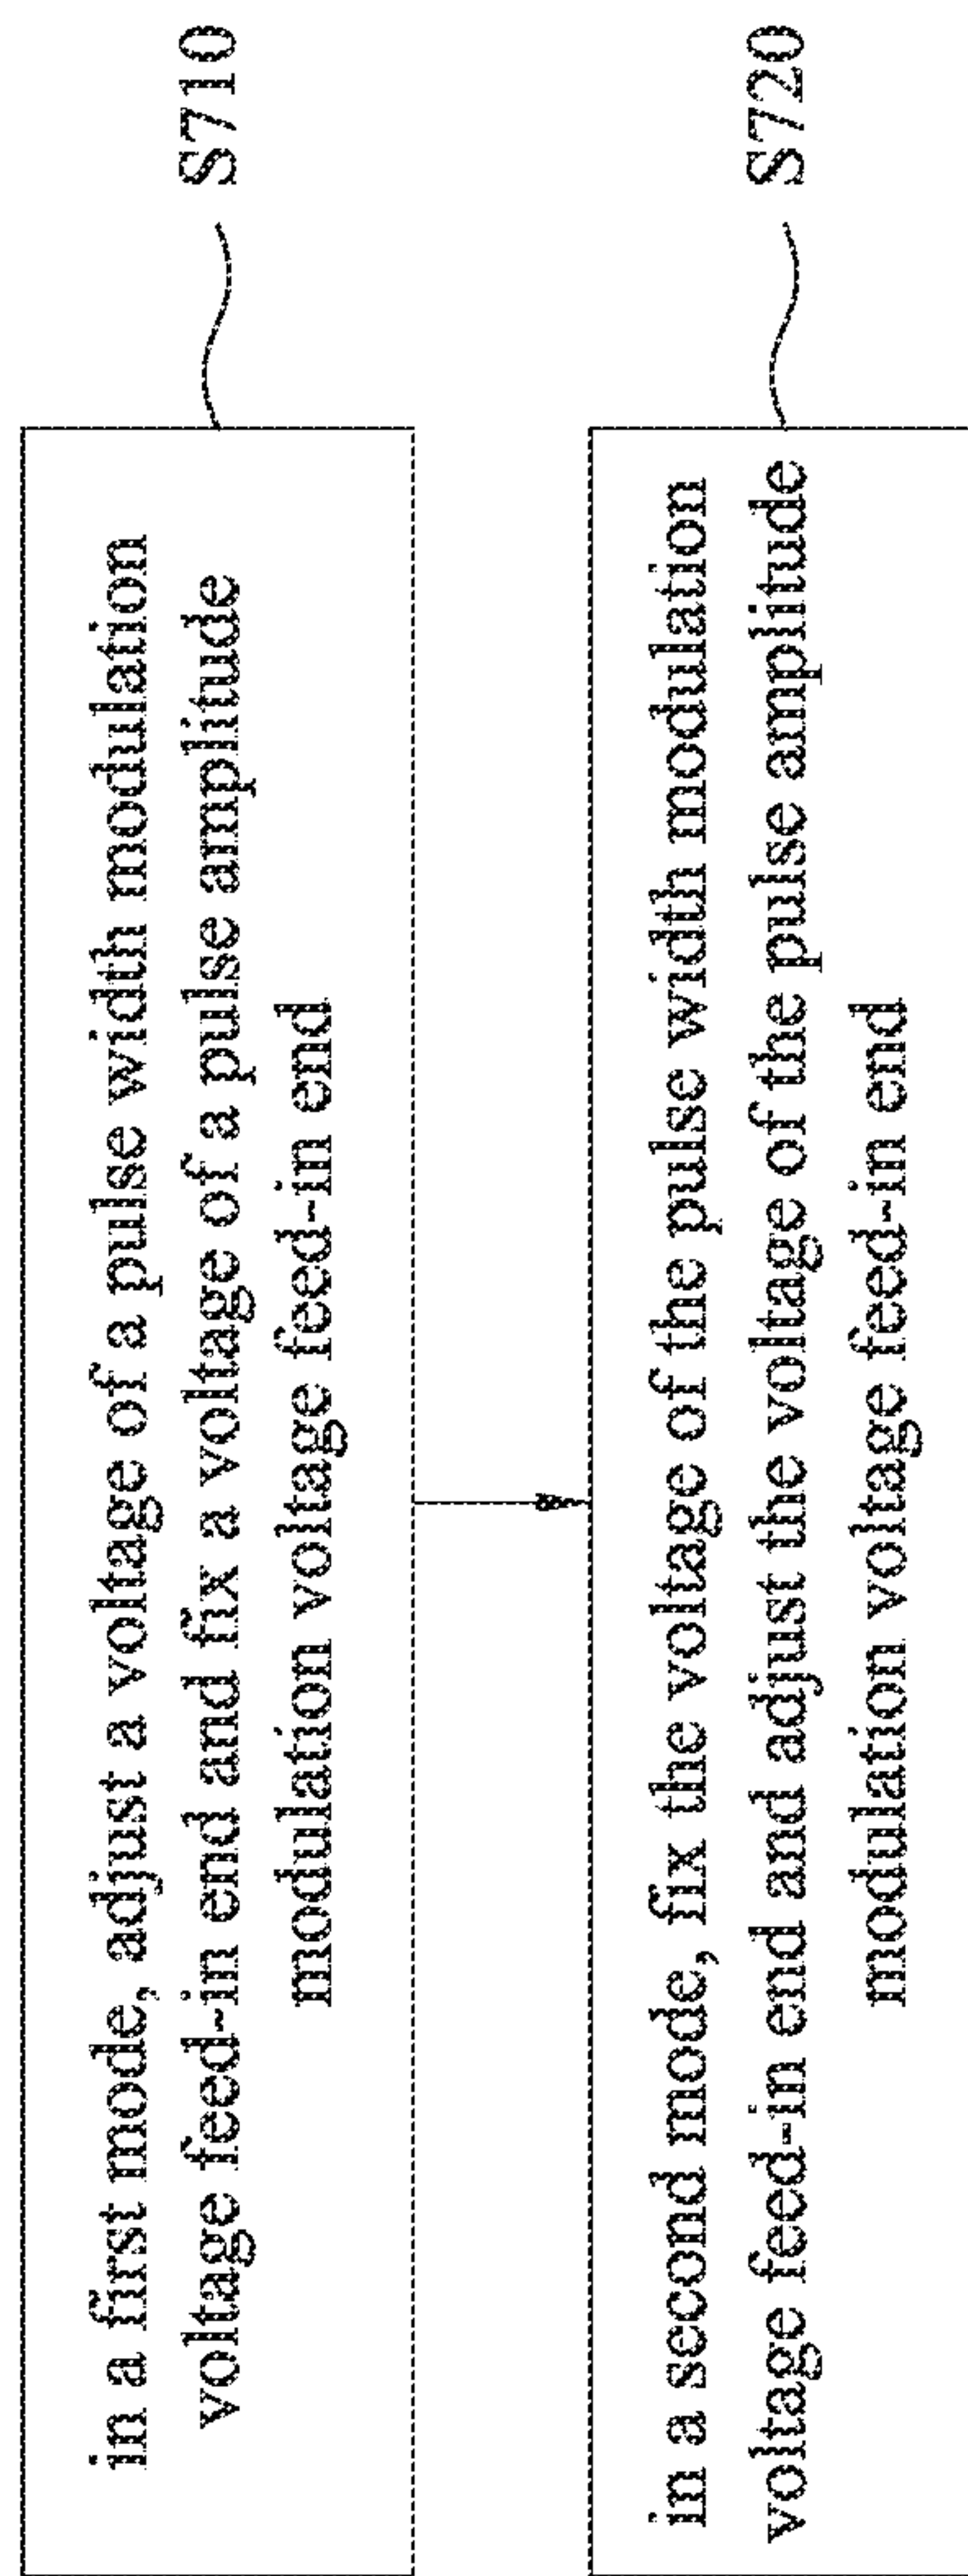 in a first mode, adjust a voltage of a pulse width modulation
voltage feed-in end and fix a voltage of a pulse amplitude
modulation voltage feed-in end
S710
in a second mode, fix the voltage of the pulse width modulation
voltage feed-in end and adjust the voltage of the pulse amplitude
modulation voltage feed-in end
S720